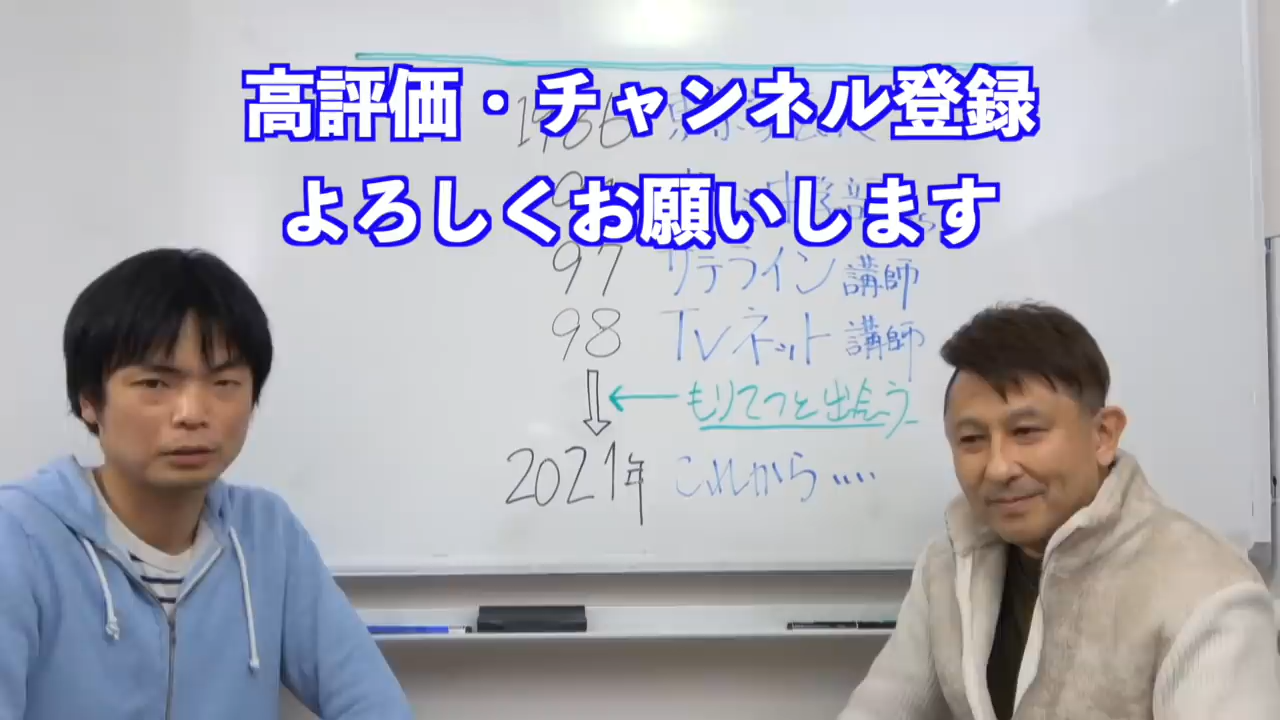 高評価・チャンネル登録
よろしくお願いします
97 サテライン講師
98 TVネット講師
もりてつと出会う
2021年 これから‥‥